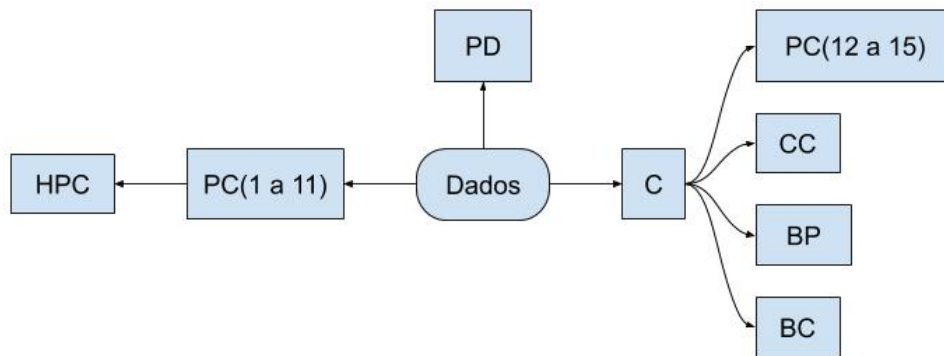 PD
PC(12 a 15)
CC
HPC
PC(1 a 11)
Dados
C
BP
BC